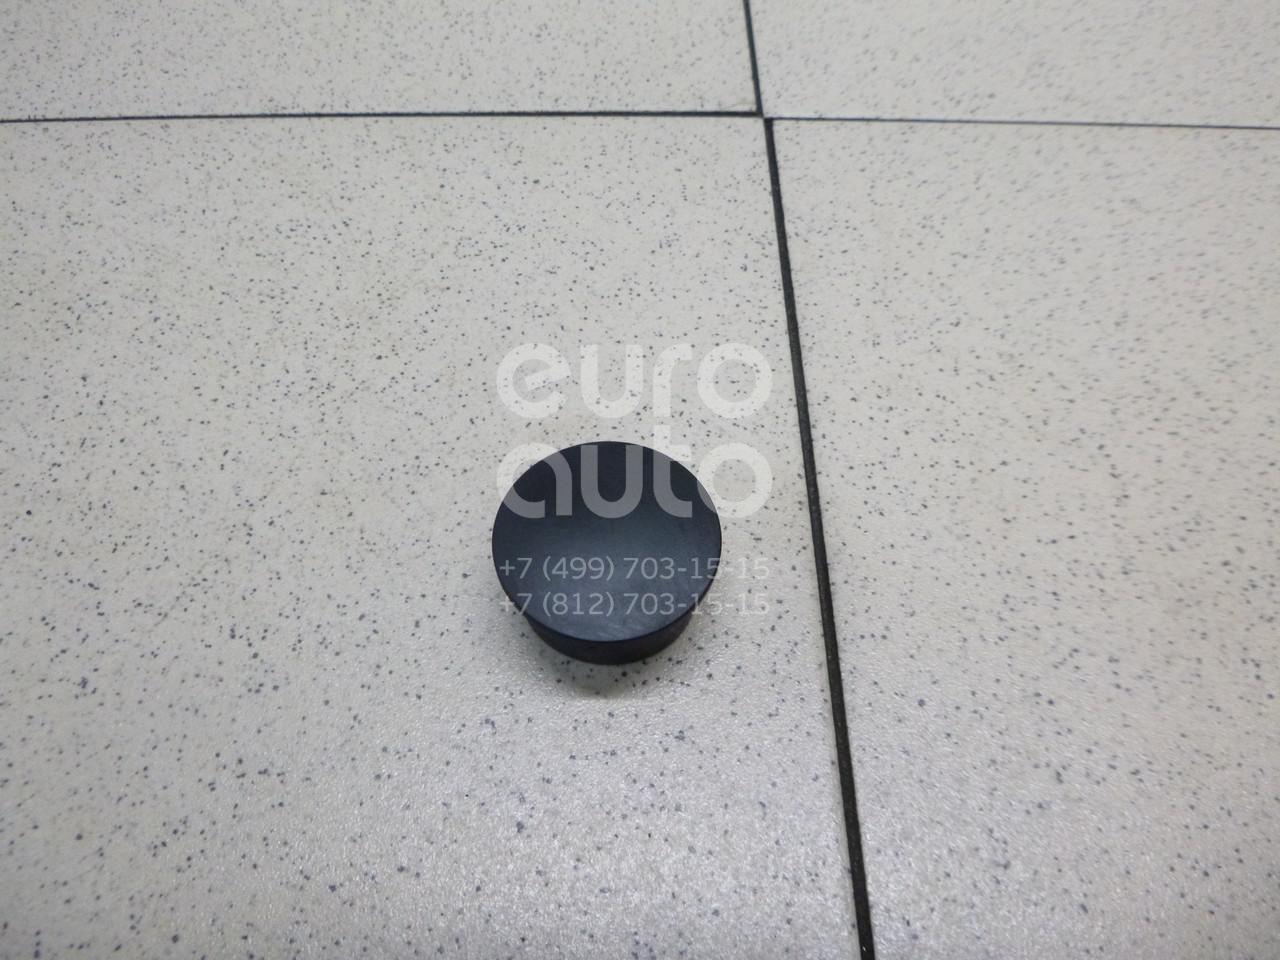 euro
auto
+7 (499) 703-15-15
+7 (812) 703-15-15